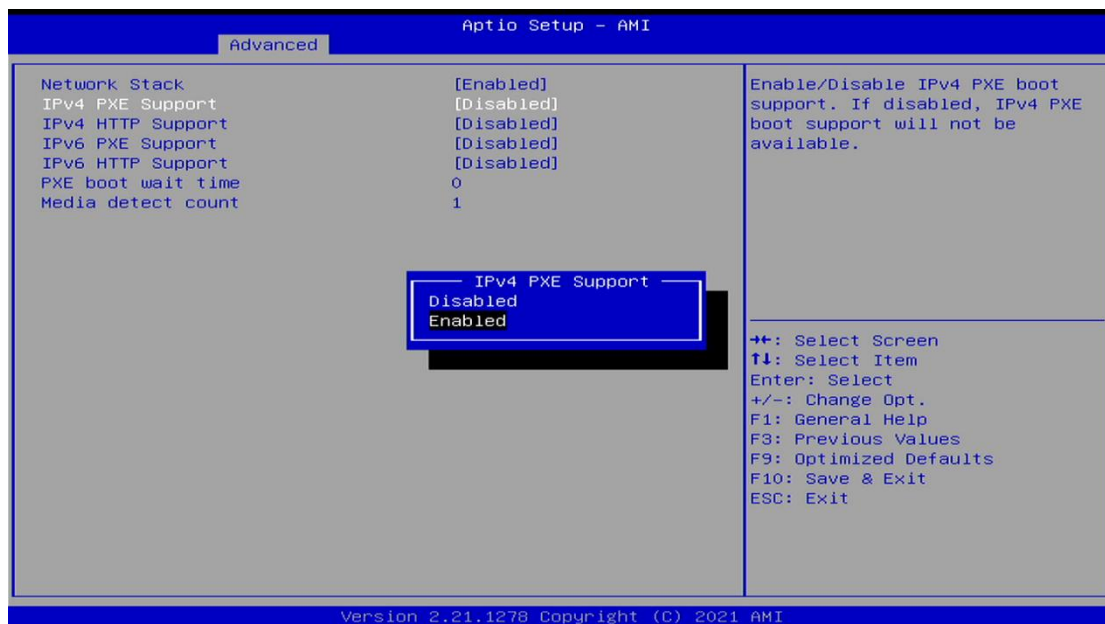 Aptio Setup – AMI
Advanced
Network Stack [Enabled]
IPv4 PXE Support [Disabled]
IPv4 HTTP Support [Disabled]
IPv6 PXE Support [Disabled]
IPv6 HTTP Support [Disabled]
PXE boot wait time 0
Media detect count 1
Enable/Disable IPv4 PXE boot
support. If disabled, IPv4 PXE
boot support will not be
available.
IPv4 PXE Support
Disabled
Enabled
→←: Select Screen
↑↓: Select Item
Enter: Select
+/-: Change Opt.
F1: General Help
F3: Previous Values
F9: Optimized Defaults
F10: Save & Exit
ESC: Exit
Version 2.21.1278 Copyright (C) 2021 AMI